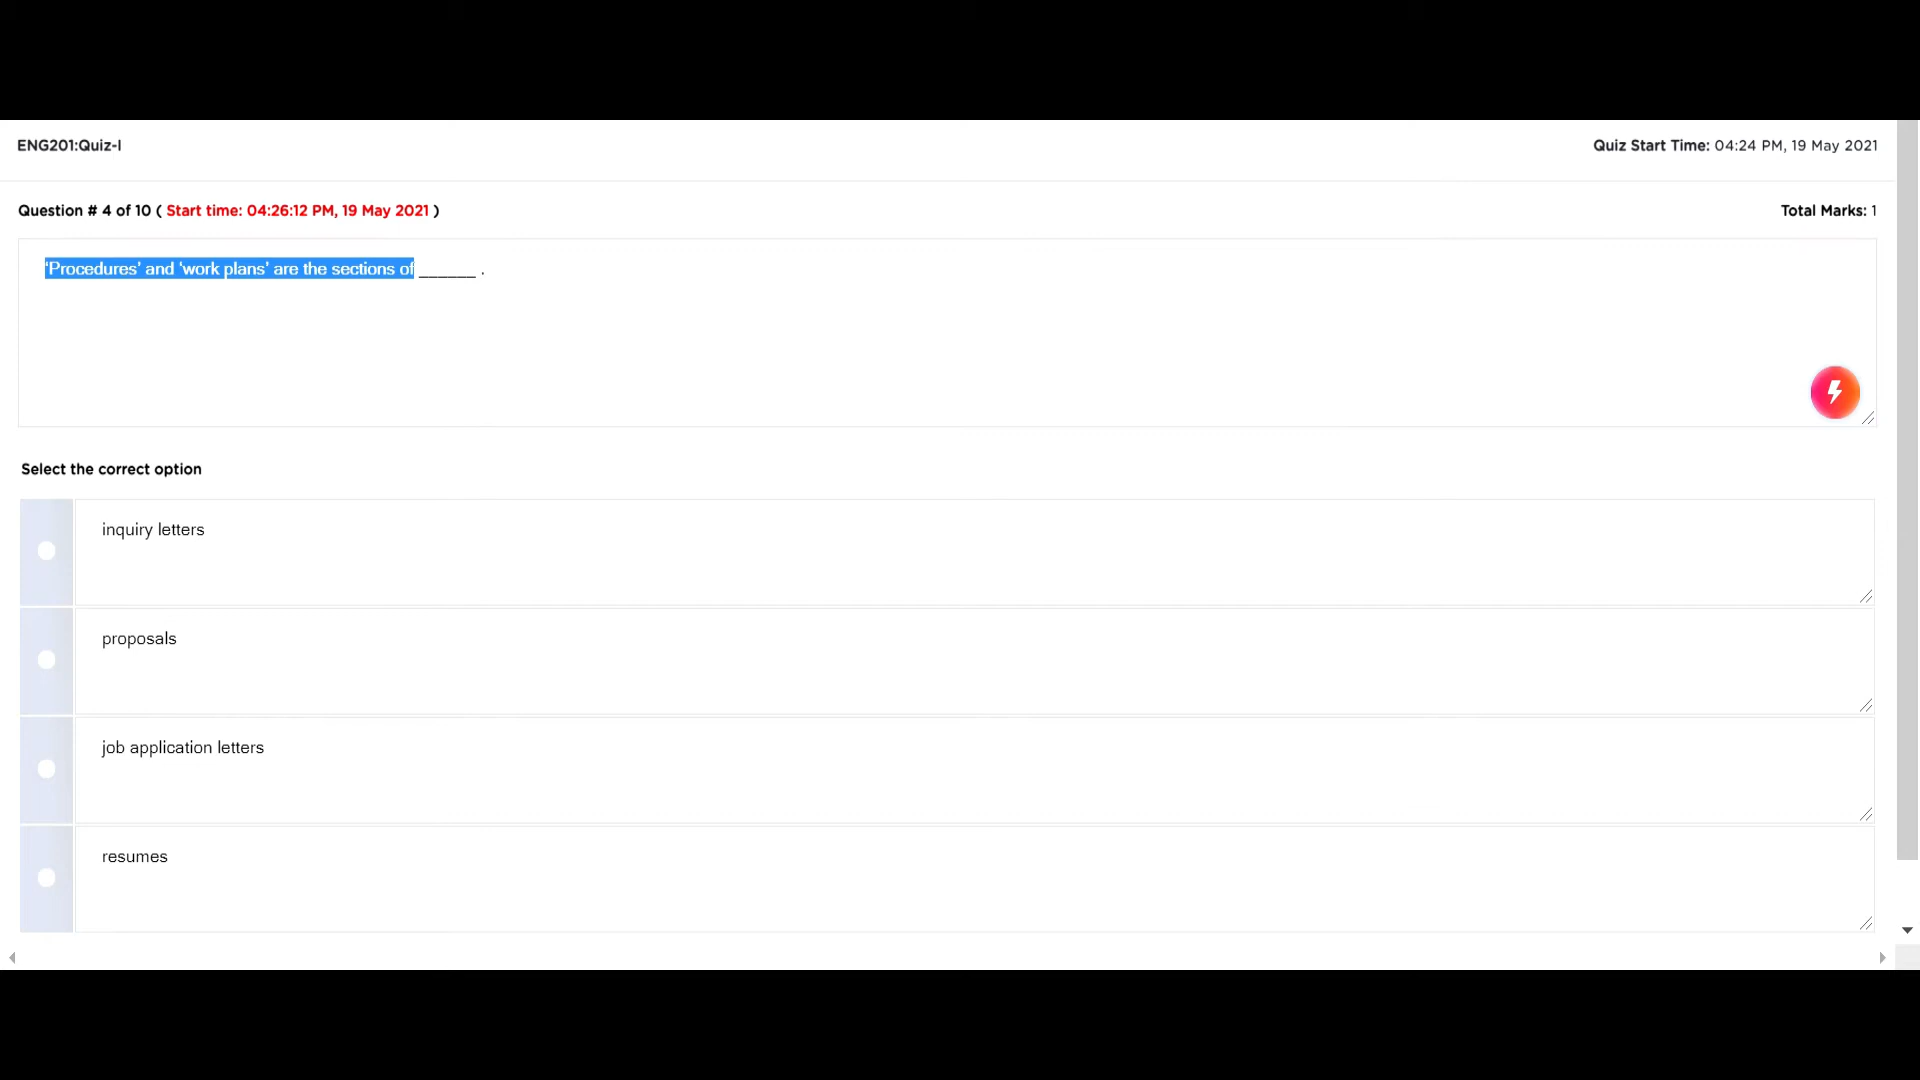 ENG201:Quiz-I
Quiz Start Time: 04:24 PM, 19 May 2021
Question # 4 of 10 ( Start time: 04:26:12 PM, 19 May 2021 )
Total Marks: 1
‘Procedures’ and ‘work plans’ are the sections of ______ .
Select the correct option
inquiry letters
proposals
job application letters
resumes